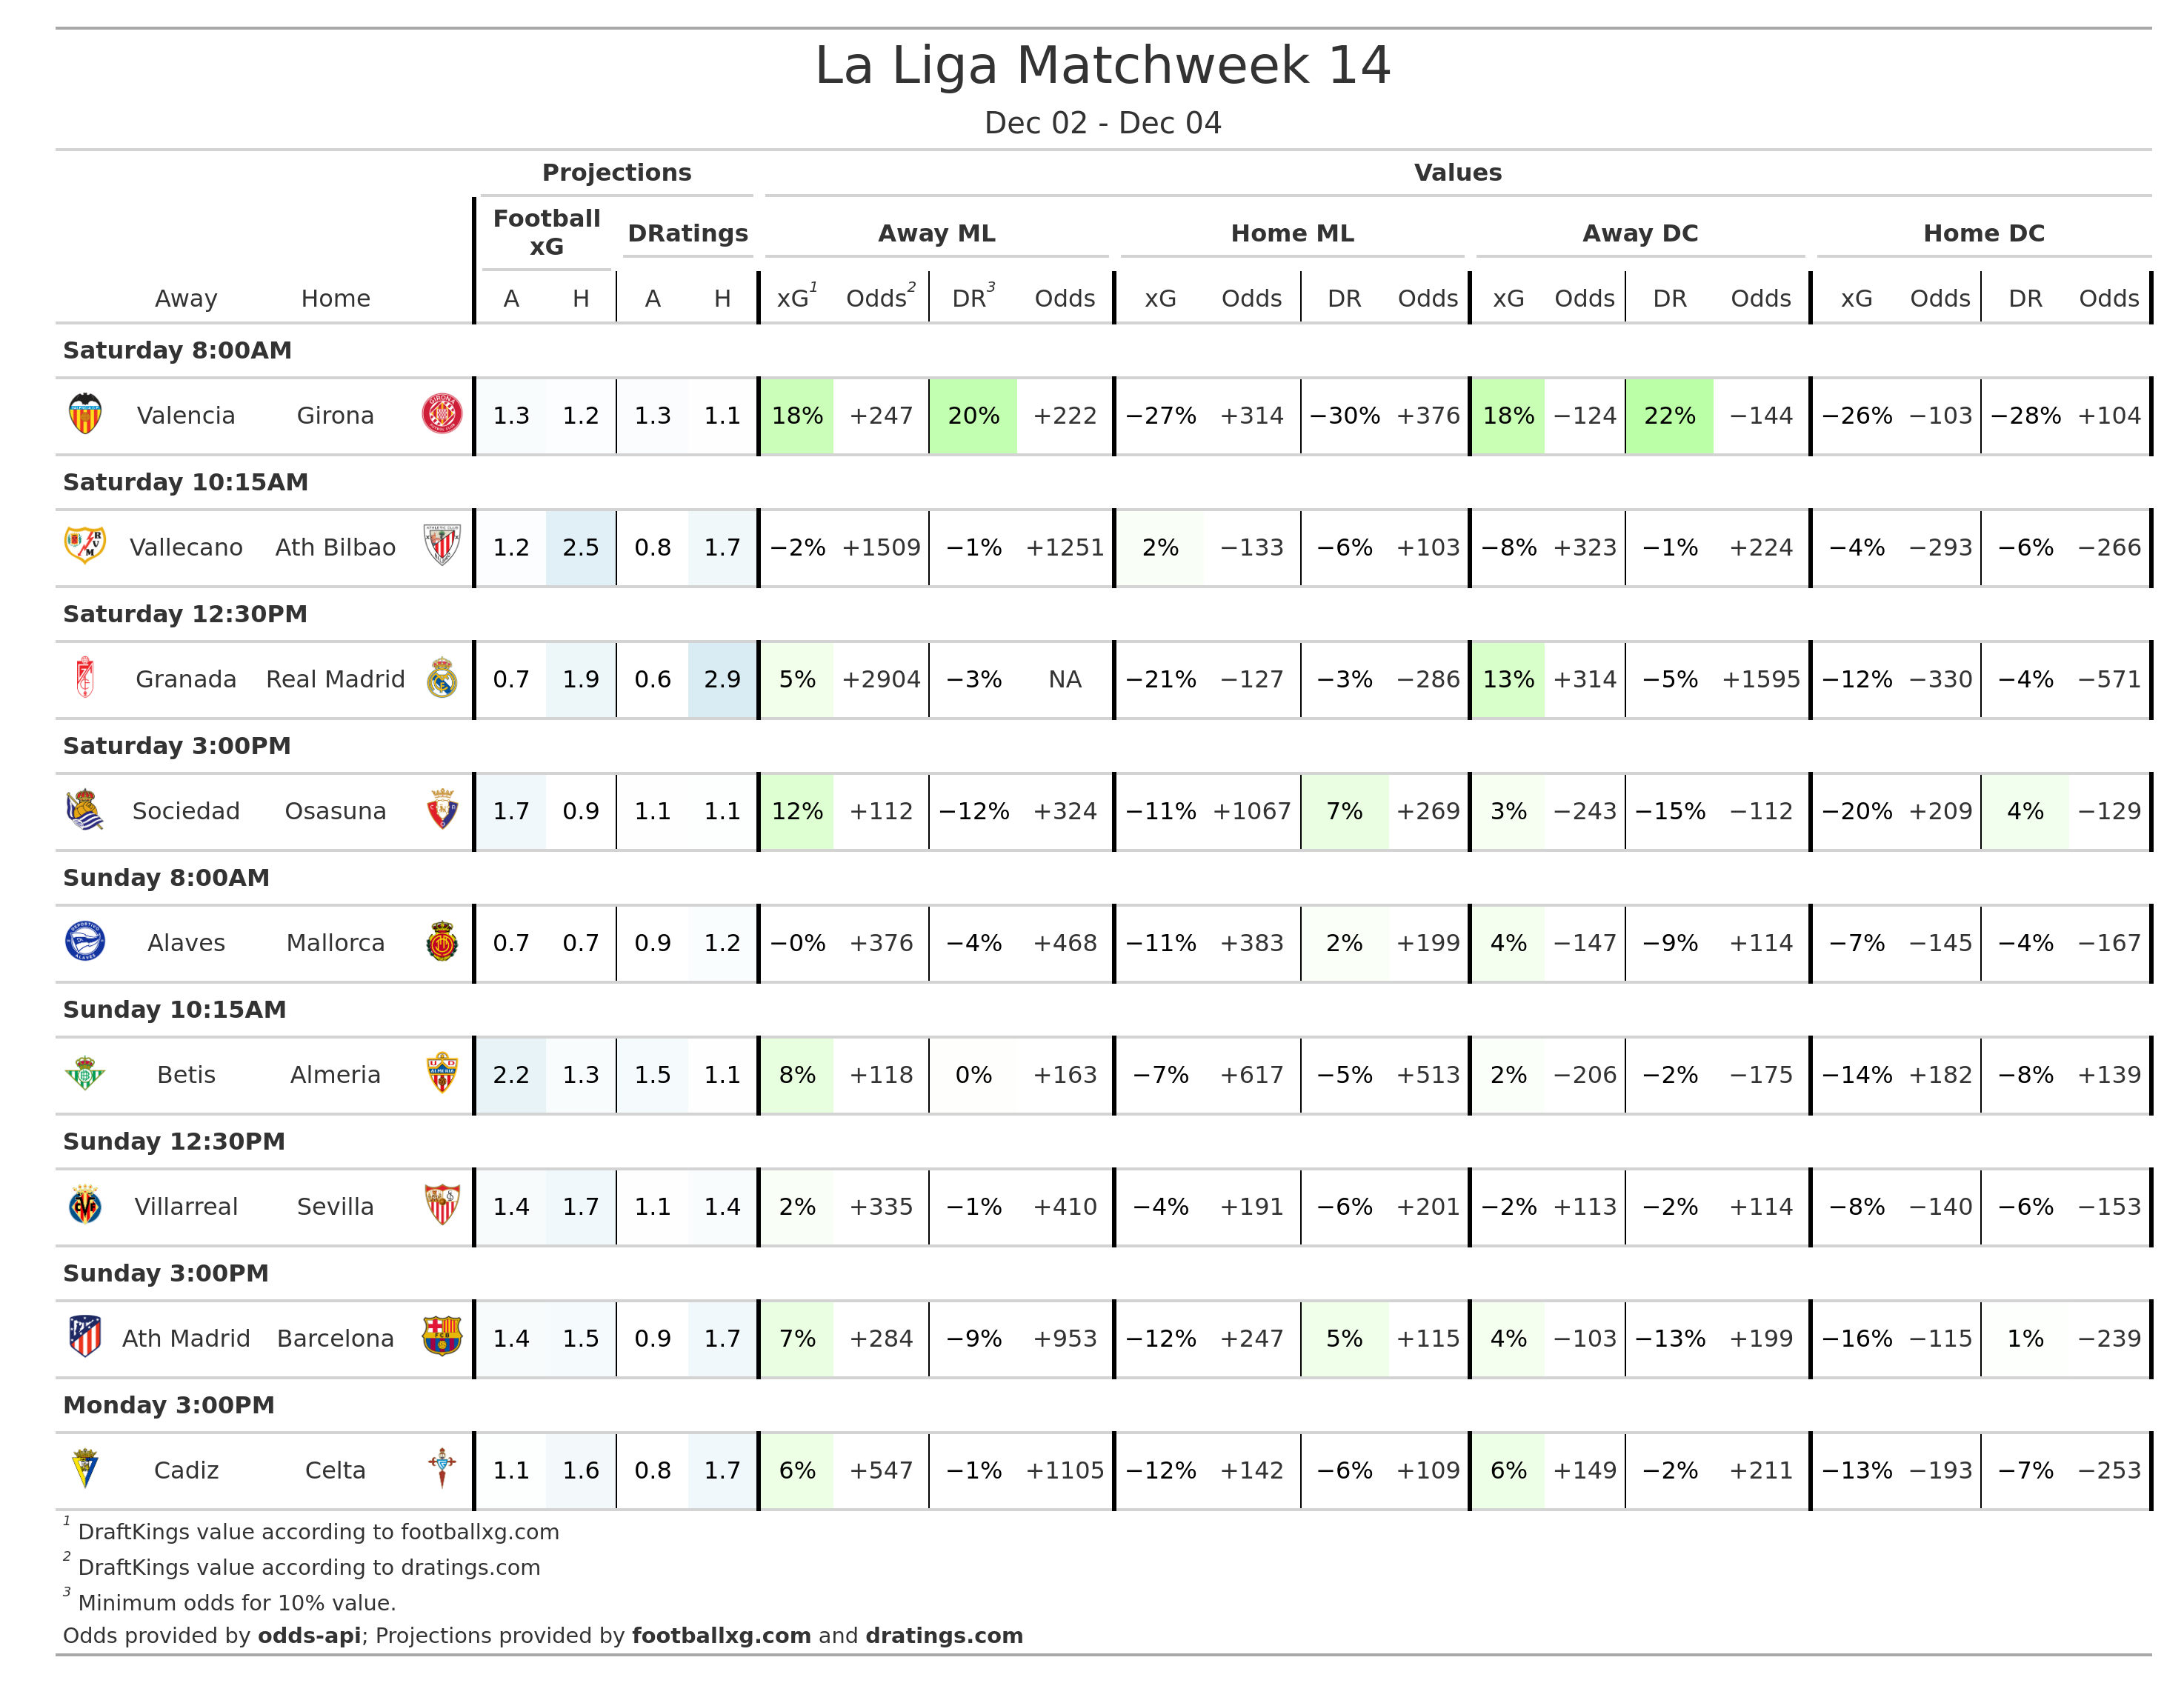 La Liga Matchweek 14
Dec 02 - Dec 04
Projections Values
Football xG DRatings Away ML Home ML Away DC Home DC
Away Home A H A H xG1 Odds2 DR3 Odds xG Odds DR Odds xG Odds DR Odds xG Odds DR Odds
Saturday 8:00AM
Valencia Girona 1.3 1.2 1.3 1.1 18% +247 20% +222 −27% +314 −30% +376 18% −124 22% −144 −26% −103 −28% +104
Saturday 10:15AM
Vallecano Ath Bilbao 1.2 2.5 0.8 1.7 −2% +1509 −1% +1251 2% −133 −6% +103 −8% +323 −1% +224 −4% −293 −6% −266
Saturday 12:30PM
Granada Real Madrid 0.7 1.9 0.6 2.9 5% +2904 −3% NA −21% −127 −3% −286 13% +314 −5% +1595 −12% −330 −4% −571
Saturday 3:00PM
Sociedad Osasuna 1.7 0.9 1.1 1.1 12% +112 −12% +324 −11% +1067 7% +269 3% −243 −15% −112 −20% +209 4% −129
Sunday 8:00AM
Alaves Mallorca 0.7 0.7 0.9 1.2 −0% +376 −4% +468 −11% +383 2% +199 4% −147 −9% +114 −7% −145 −4% −167
Sunday 10:15AM
Betis Almeria 2.2 1.3 1.5 1.1 8% +118 0% +163 −7% +617 −5% +513 2% −206 −2% −175 −14% +182 −8% +139
Sunday 12:30PM
Villarreal Sevilla 1.4 1.7 1.1 1.4 2% +335 −1% +410 −4% +191 −6% +201 −2% +113 −2% +114 −8% −140 −6% −153
Sunday 3:00PM
Ath Madrid Barcelona 1.4 1.5 0.9 1.7 7% +284 −9% +953 −12% +247 5% +115 4% −103 −13% +199 −16% −115 1% −239
Monday 3:00PM
Cadiz Celta 1.1 1.6 0.8 1.7 6% +547 −1% +1105 −12% +142 −6% +109 6% +149 −2% +211 −13% −193 −7% −253
1 DraftKings value according to footballxg.com
2 DraftKings value according to dratings.com
3 Minimum odds for 10% value.
Odds provided by odds-api; Projections provided by footballxg.com and dratings.com